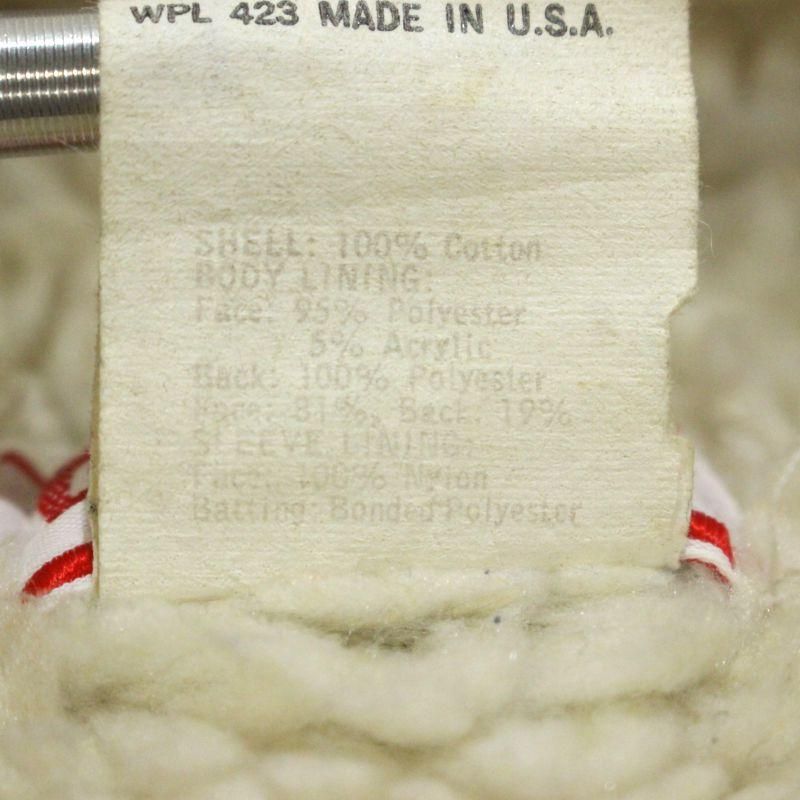 WPL 423 MADE IN U.S.A.
SHELL: 100% Cotton
BODY LINING:
Face: 95% Polyester
5% Acrylic
Back: 100% Polyester
Face: 81%, Back: 19%
SLEEVE LINING:
Face: 100% Nylon
Batting: Bonded Polyester